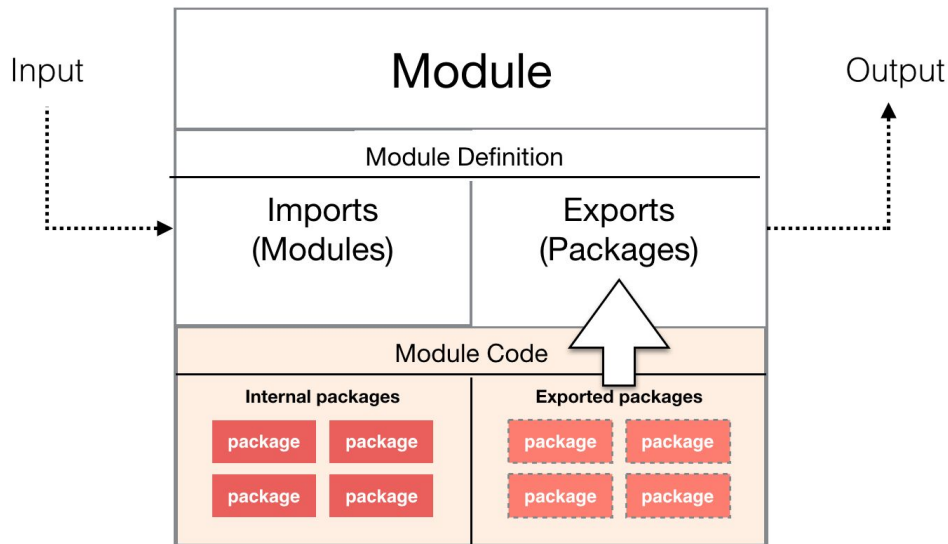 Module
Input
Output
Module Definition
Imports
(Modules)
Exports
(Packages)
Module Code
Internal packages
Exported packages
package
package
package
package
package
package
package
package